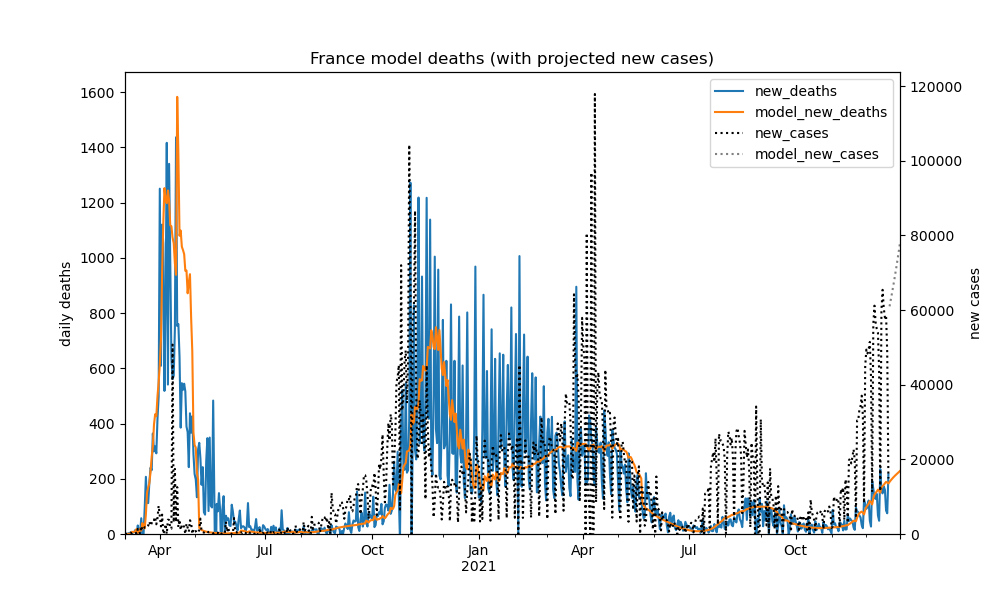 France model deaths (with projected new cases)
new_deaths
model_new_deaths
new_cases
model_new_cases
1600
1400
1200
1000
800
600
400
200
0
daily deaths
120000
100000
80000
60000
40000
20000
0
new cases
Apr
Jul
Oct
Jan
2021
Apr
Jul
Oct